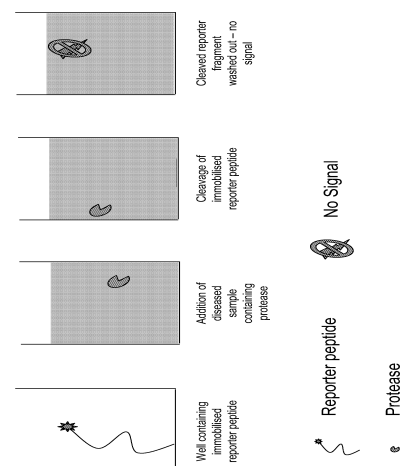 Well containing
immobilised
reporter peptide
Addition of
diseased
sample
containing
protease
Cleavage of
immobilised
reporter peptide
Cleaved reporter
fragment
washed out – no
signal
Reporter peptide
No Signal
Protease